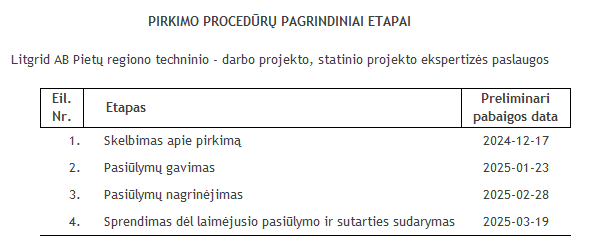 PIRKIMO PROCEDŪRŲ PAGRINDINIAI ETAPAI
Litgrid AB Pietų regiono techninio - darbo projekto, statinio projekto ekspertizės paslaugos
Eil. Nr. Etapas Preliminari pabaigos data
1. Skelbimas apie pirkimą 2024-12-17
2. Pasiūlymų gavimas 2025-01-23
3. Pasiūlymų nagrinėjimas 2025-02-28
4. Sprendimas dėl laimėjusio pasiūlymo ir sutarties sudarymas 2025-03-19